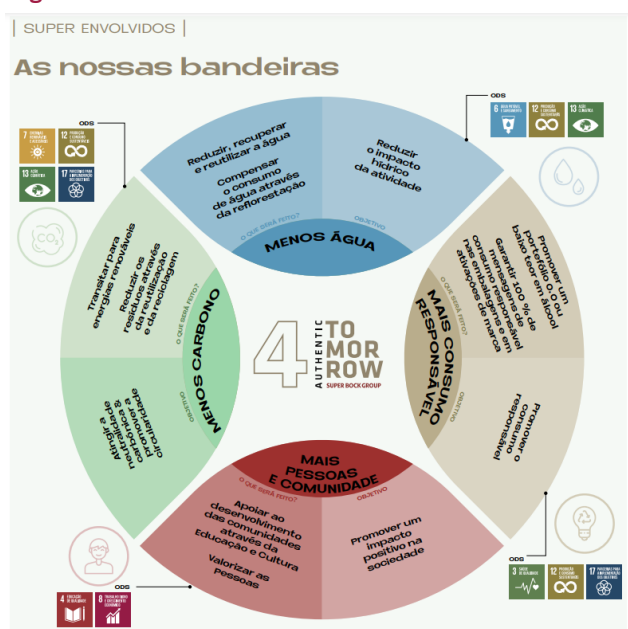 | SUPER ENVOLVIDOS |
As nossas bandeiras
ODS
7 ENERGIAS RENOVÁVEIS E ACESSÍVEIS
12 PRODUÇÃO E CONSUMO SUSTENTÁVEIS
13 AÇÃO CLIMÁTICA
17 PARCERIAS PARA A IMPLEMENTAÇÃO DOS OBJETIVOS
CO₂
ODS
6 ÁGUA POTÁVEL E SANEAMENTO
12 PRODUÇÃO E CONSUMO SUSTENTÁVEIS
13 AÇÃO CLIMÁTICA
Reduzir, recuperar
e reutilizar a água
Compensar
o consumo
de água através
da reflorestação
O QUE SERÁ FEITO?
Reduzir
o impacto
hídrico
da atividade
OBJETIVO
MENOS ÁGUA
Promover um
portefólio 0.0 ou
baixo teor em álcool
Garantir 100 % de
mensagens de
consumo responsável
nas embalagens e em
ativações de marca
O QUE SERÁ FEITO?
MAIS CONSUMO
RESPONSÁVEL
OBJETIVO
Promover o
consumo
responsável
Transitar para
energias renováveis
Reduzir os
resíduos através
da reutilização
e da reciclagem
O QUE SERÁ FEITO?
MENOS CARBONO
OBJETIVO
Atingir a
neutralidade
carbónica &
promover a
circularidade
4
AUTHENTIC
TO
MOR
ROW
SUPER BOCK GROUP
MAIS
PESSOAS
E COMUNIDADE
O QUE SERÁ FEITO?
Apoiar ao
desenvolvimento
das comunidades
através da
Educação e Cultura
Valorizar as
Pessoas
OBJETIVO
Promover um
impacto
positivo na
sociedade
ODS
4 EDUCAÇÃO DE QUALIDADE
8 TRABALHO DIGNO E CRESCIMENTO ECONÓMICO
ODS
3 SAÚDE DE QUALIDADE
12 PRODUÇÃO E CONSUMO SUSTENTÁVEIS
17 PARCERIAS PARA A IMPLEMENTAÇÃO DOS OBJETIVOS